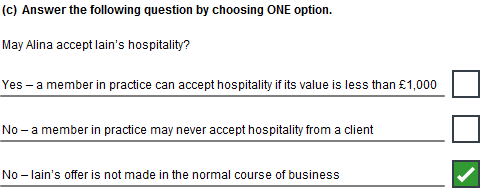 (c) Answer the following question by choosing ONE option.
May Alina accept Iain's hospitality?
Yes – a member in practice can accept hospitality if its value is less than £1,000
No – a member in practice may never accept hospitality from a client
No – Iain's offer is not made in the normal course of business